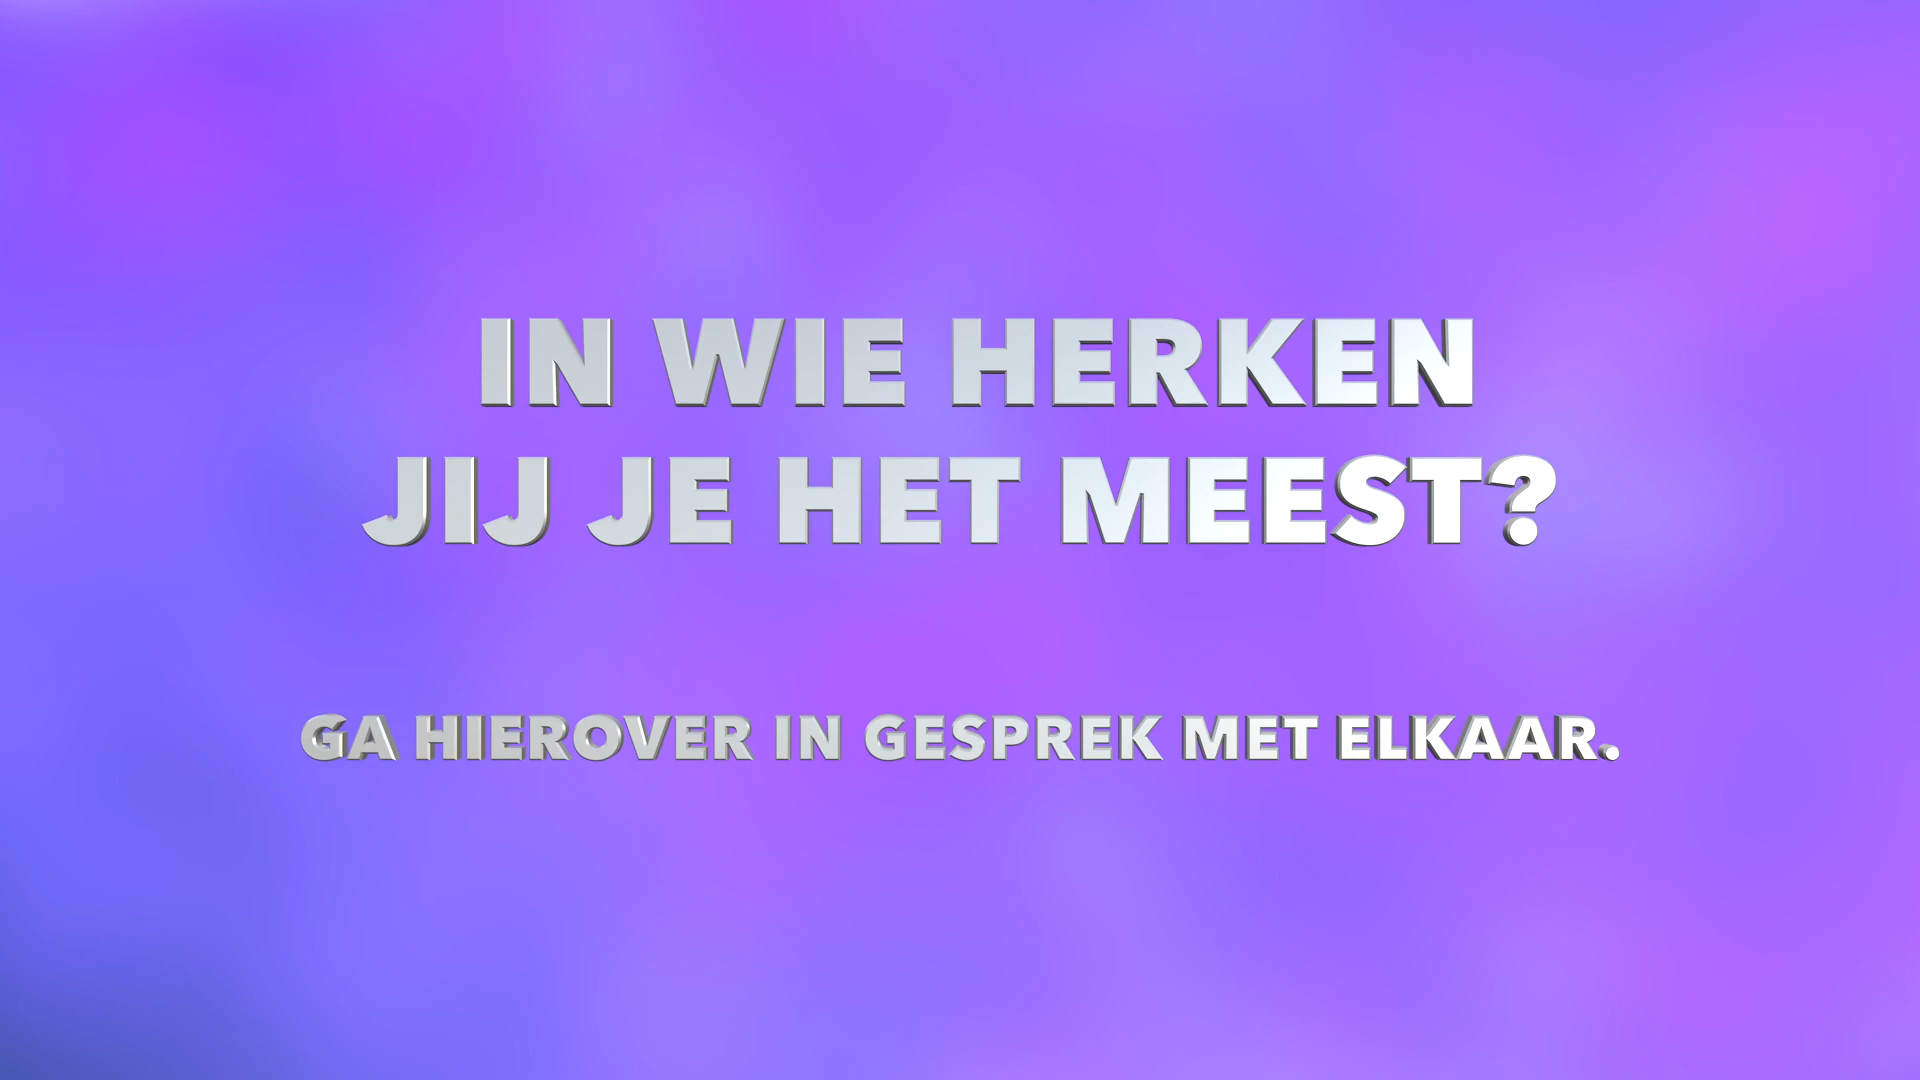 IN WIE HERKEN
JIJ JE HET MEEST?
GA HIEROVER IN GESPREK MET ELKAAR.